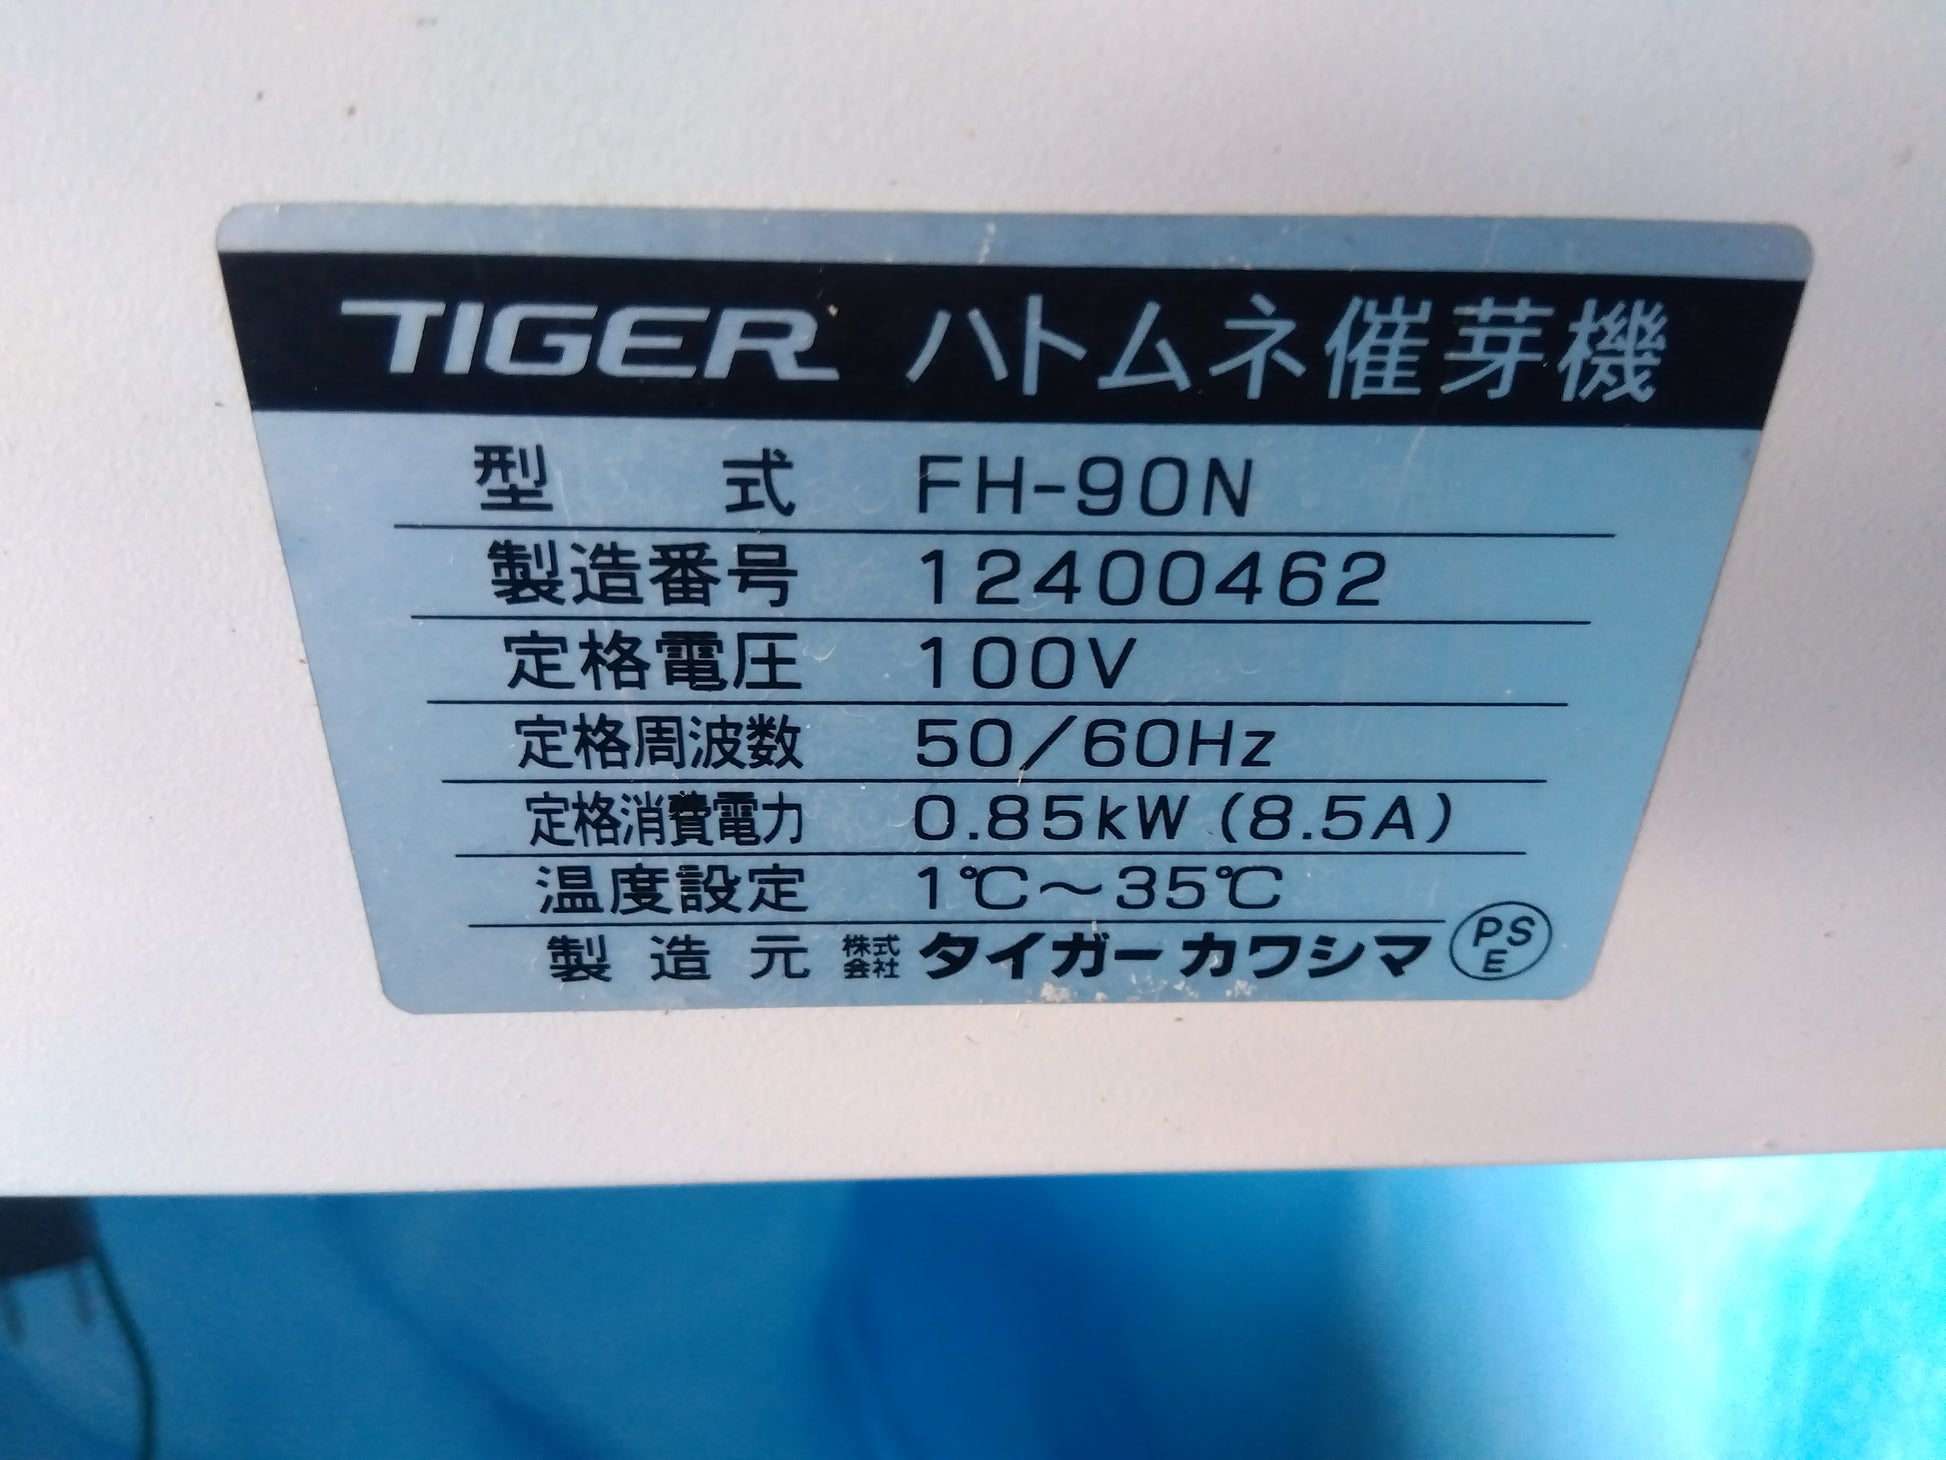 TIGER ハトムネ催芽機
型式 FH-90N
製造番号 12400462
定格電圧 100V
定格周波数 50/60Hz
定格消費電力 0.85kW(8.5A)
温度設定 1℃～35℃
製造元 株式会社 タイガーカワシマ PSE